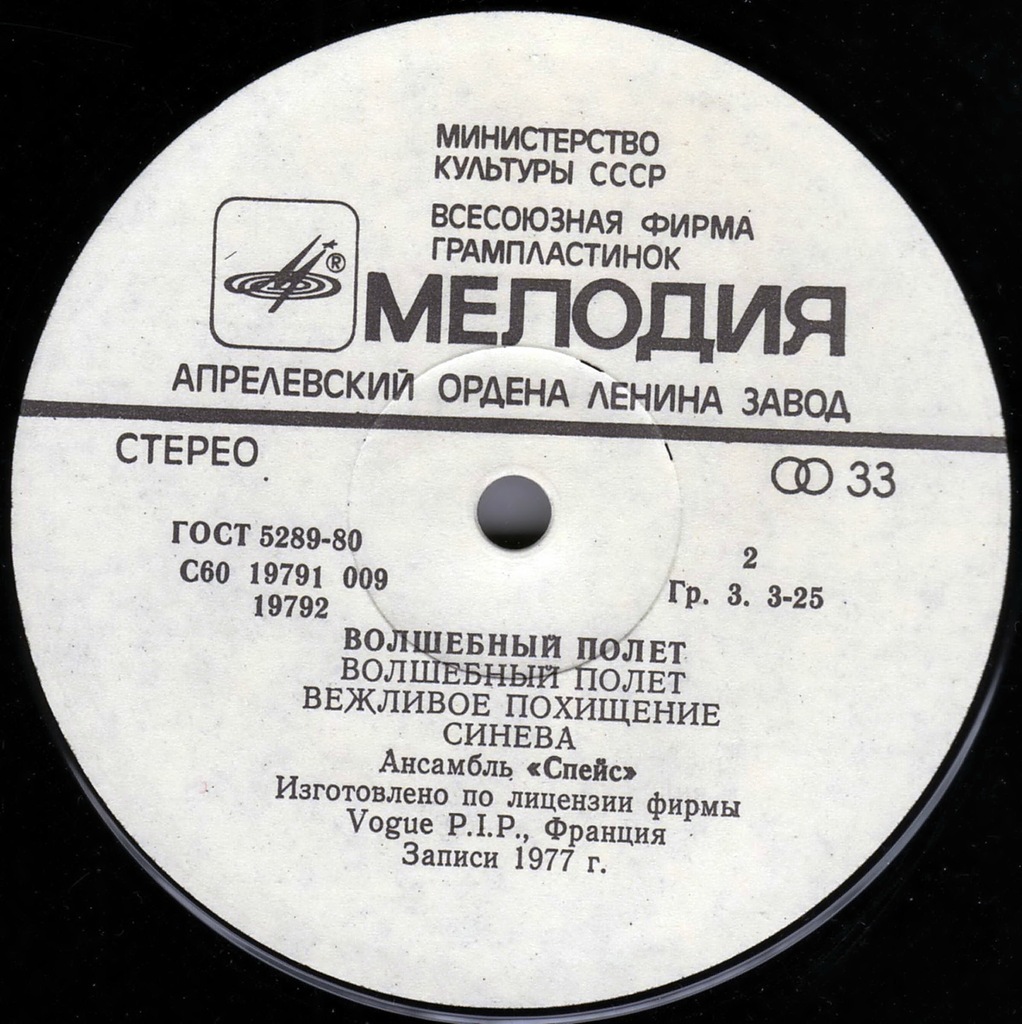 МИНИСТЕРСТВО
КУЛЬТУРЫ СССР
ВСЕСОЮЗНАЯ ФИРМА
ГРАМПЛАСТИНОК
®
МЕЛОДИЯ
АПРЕЛЕВСКИЙ ОРДЕНА ЛЕНИНА ЗАВОД
СТЕРЕО
33
ГОСТ 5289-80
С60 19791 009
19792
2
Гр. 3. 3-25
ВОЛШЕБНЫЙ ПОЛЕТ
ВОЛШЕБНЫЙ ПОЛЕТ
ВЕЖЛИВОЕ ПОХИЩЕНИЕ
СИНЕВА
Ансамбль «Спейс»
Изготовлено по лицензии фирмы
Vogue P.I.P., Франция
Записи 1977 г.